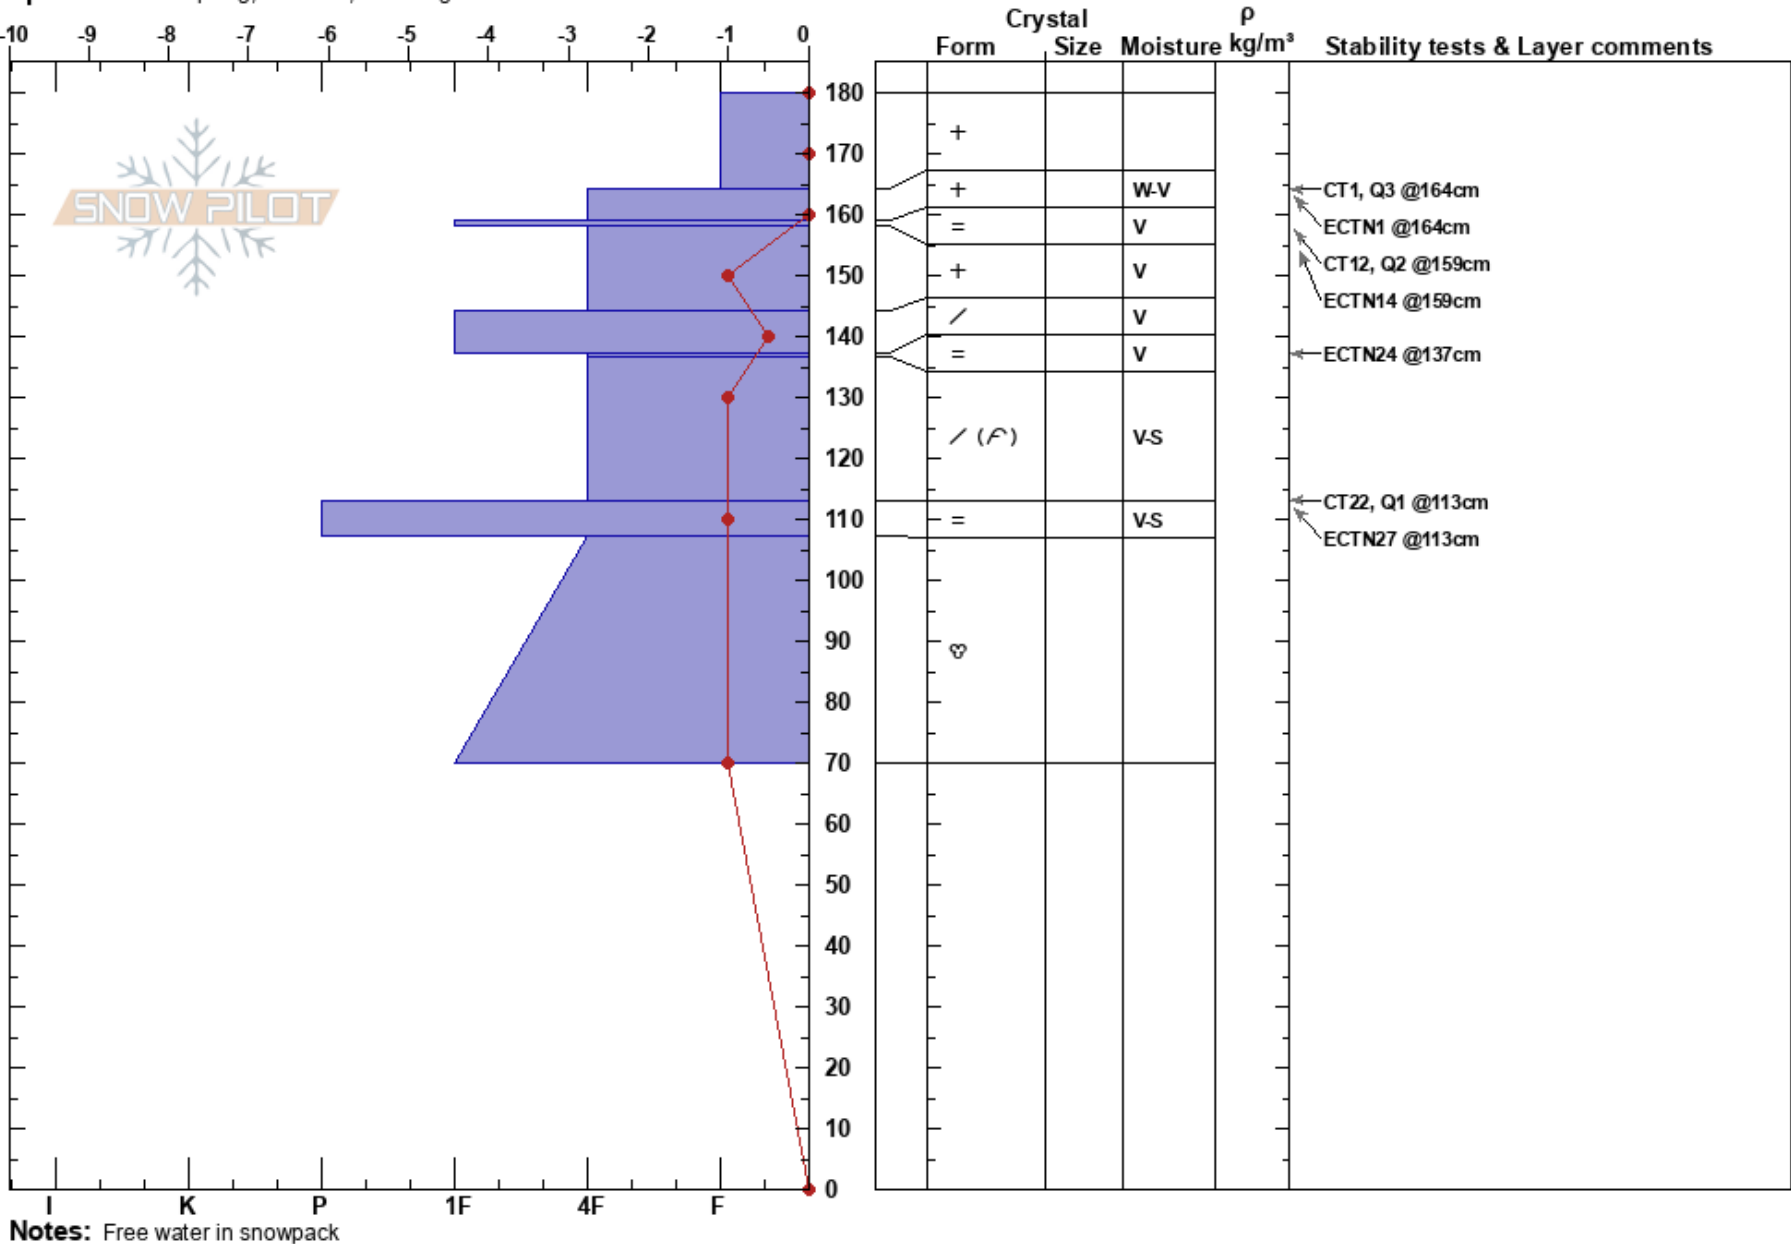 Crystal ρ
-10 -9 -8 -7 -6 -5 -4 -3 -2 -1 0 Form Size Moisture kg/m³ Stability tests & Layer comments
180
+
170
SNOW PILOT
+ W-V CT1, Q3 @164cm
160
= V ECTN1 @164cm
CT12, Q2 @159cm
150 + V
ECTN14 @159cm
/ V
140
= V ECTN24 @137cm
130
/ ( ) V-S
120
CT22, Q1 @113cm
110 = V-S
ECTN27 @113cm
100
90
80
70
60
50
40
30
20
10
0
I K P 1F 4F F
Notes: Free water in snowpack